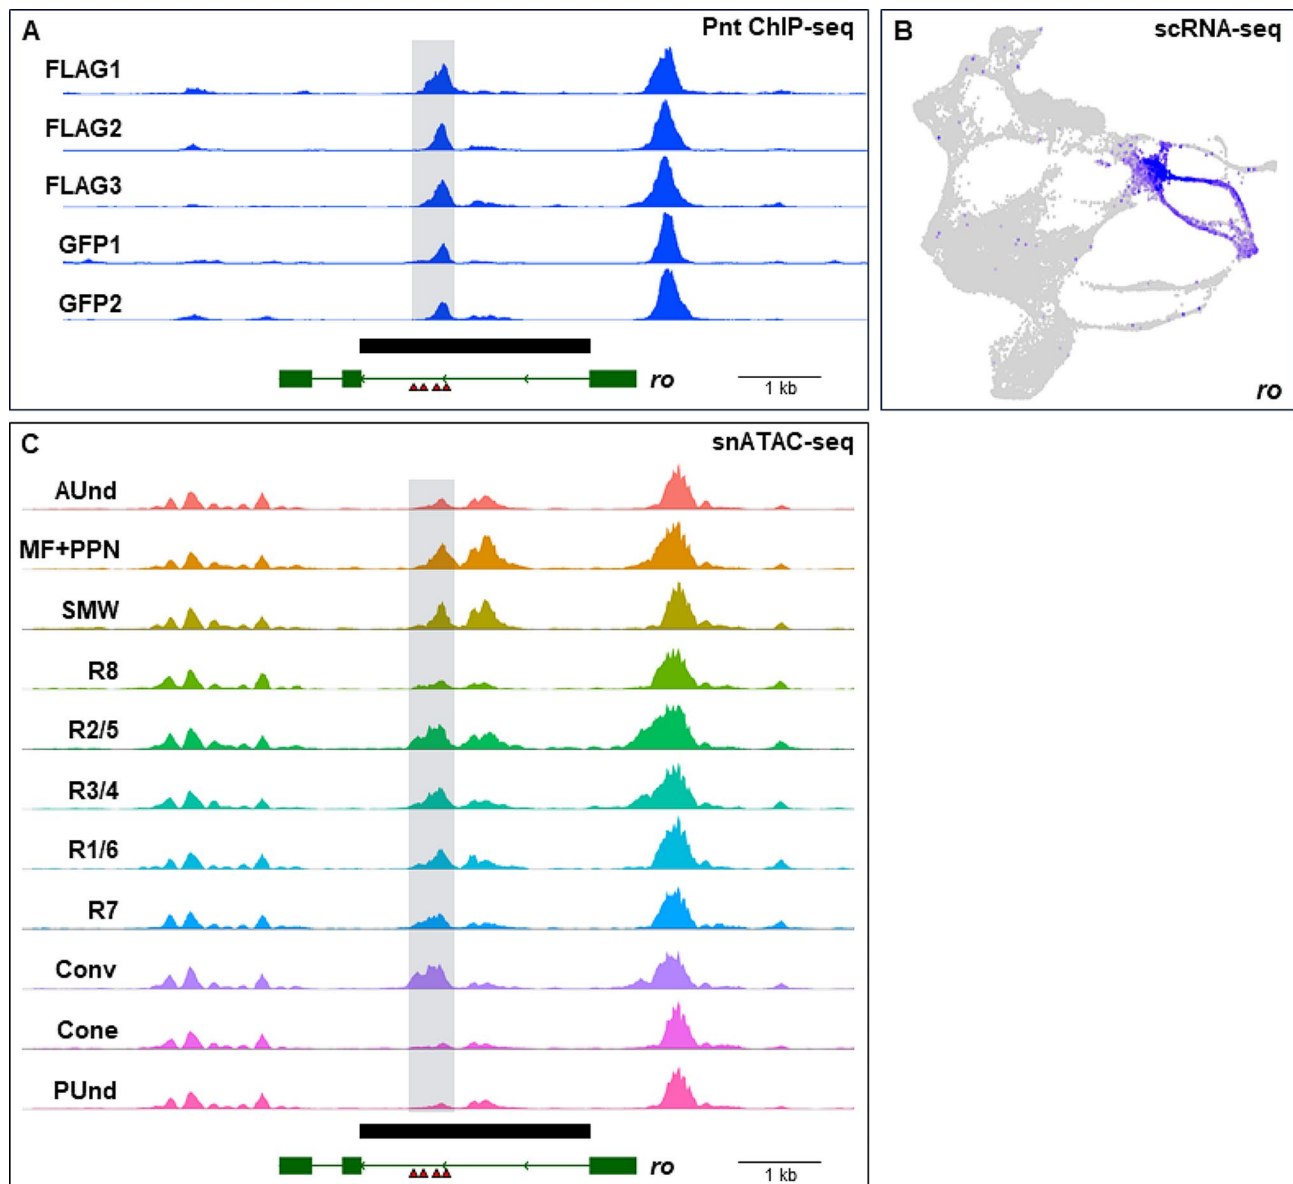 A
Pnt ChIP-seq
FLAG1
FLAG2
FLAG3
GFP1
GFP2
ro
1 kb
B
scRNA-seq
ro
C
snATAC-seq
AUnd
MF+PPN
SMW
R8
R2/5
R3/4
R1/6
R7
Conv
Cone
PUnd
ro
1 kb